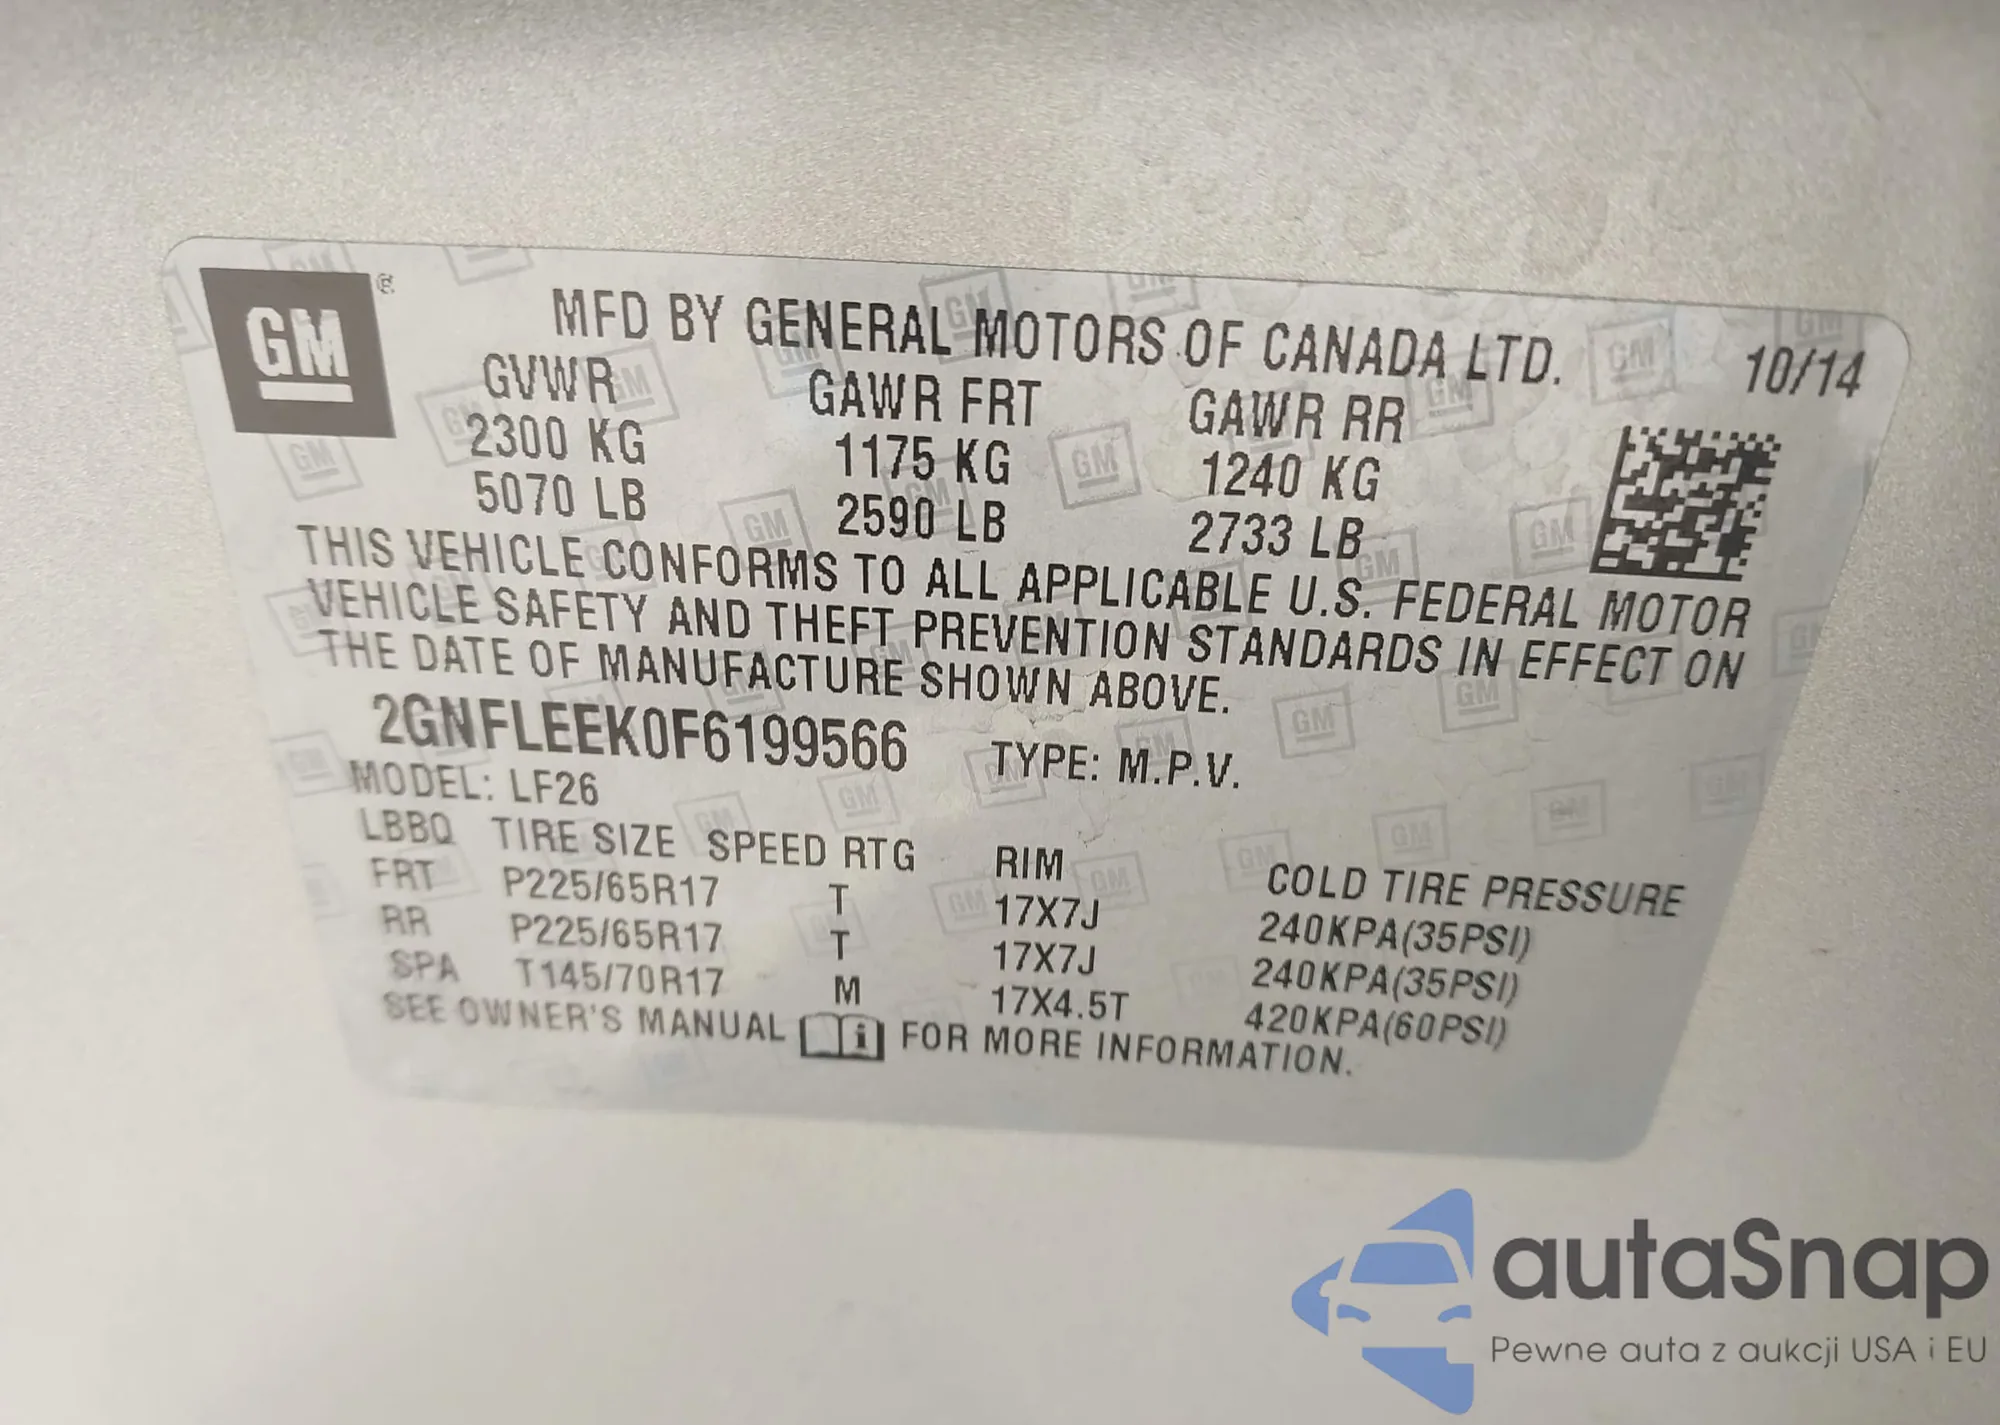 GM ®
MFD BY GENERAL MOTORS OF CANADA LTD. 10/14
GVWR GAWR FRT GAWR RR
2300 KG 1175 KG 1240 KG
5070 LB 2590 LB 2733 LB
THIS VEHICLE CONFORMS TO ALL APPLICABLE U.S. FEDERAL MOTOR
VEHICLE SAFETY AND THEFT PREVENTION STANDARDS IN EFFECT ON
THE DATE OF MANUFACTURE SHOWN ABOVE.
2GNFLEEK0F6199566 TYPE: M.P.V.
MODEL: LF26
LBBQ TIRE SIZE SPEED RTG RIM COLD TIRE PRESSURE
FRT P225/65R17 T 17X7J 240KPA(35PSI)
RR P225/65R17 T 17X7J 240KPA(35PSI)
SPA T145/70R17 M 17X4.5T 420KPA(60PSI)
SEE OWNER'S MANUAL i FOR MORE INFORMATION.
autaSnap
Pewne auta z aukcji USA i EU